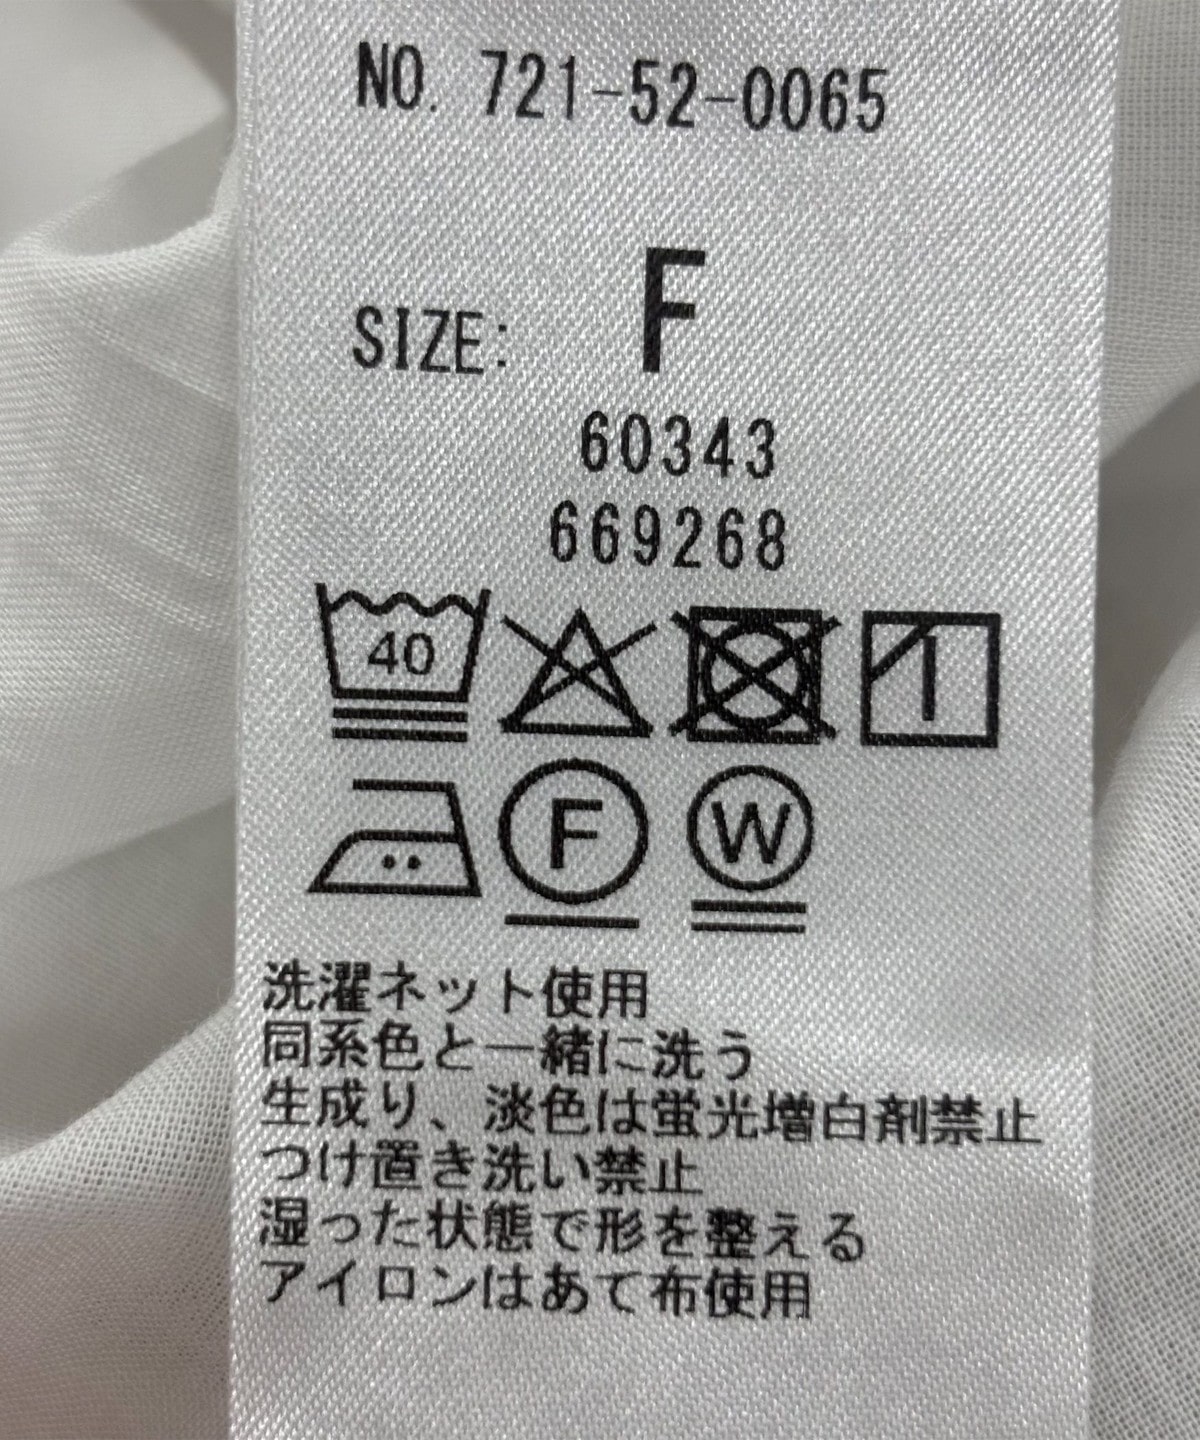 NO. 721-52-0065
SIZE: F
60343
669268
40
F W
洗濯ネット使用
同系色と一緒に洗う
生成り、淡色は蛍光増白剤禁止
つけ置き洗い禁止
湿った状態で形を整える
アイロンはあて布使用